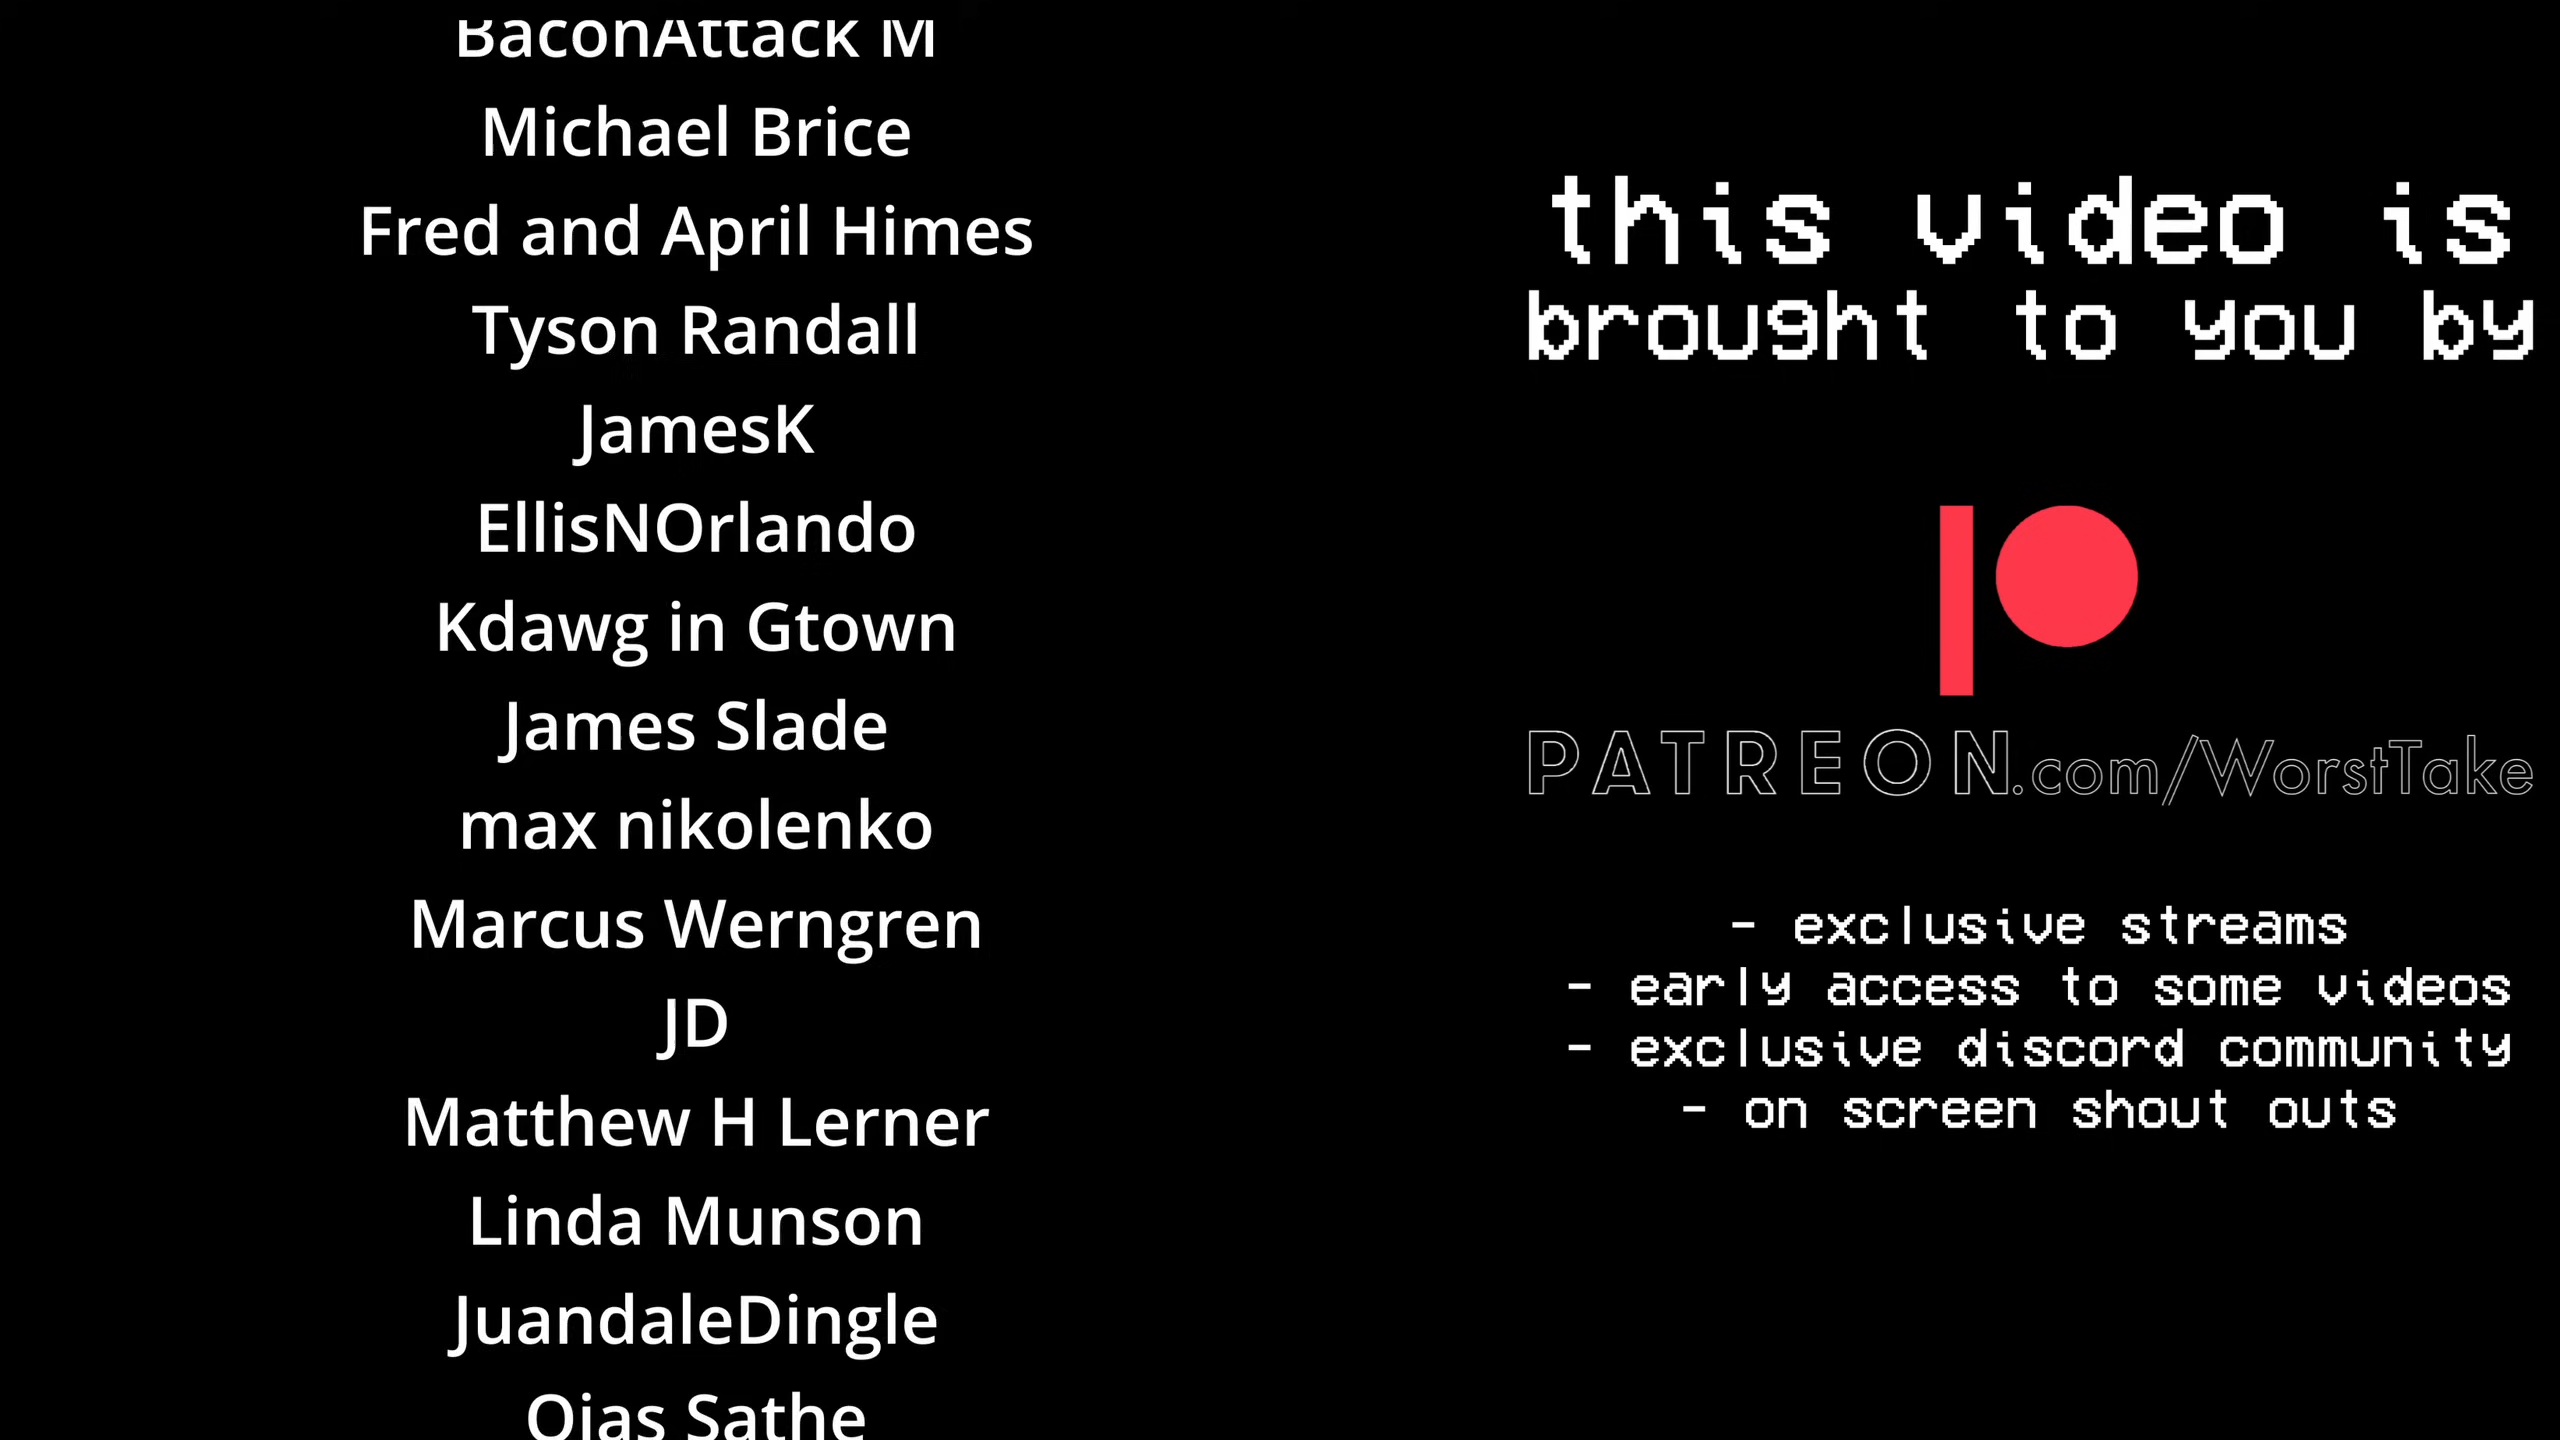 BaconAttack M
Michael Brice
Fred and April Himes
Tyson Randall
JamesK
EllisNOrlando
Kdawg in Gtown
James Slade
max nikolenko
Marcus Werngren
JD
Matthew H Lerner
Linda Munson
JuandaleDingle
Ojas Sathe
this video is
brought to you by
PATREON.com/WorstTake
- exclusive streams
- early access to some videos
- exclusive discord community
- on screen shout outs